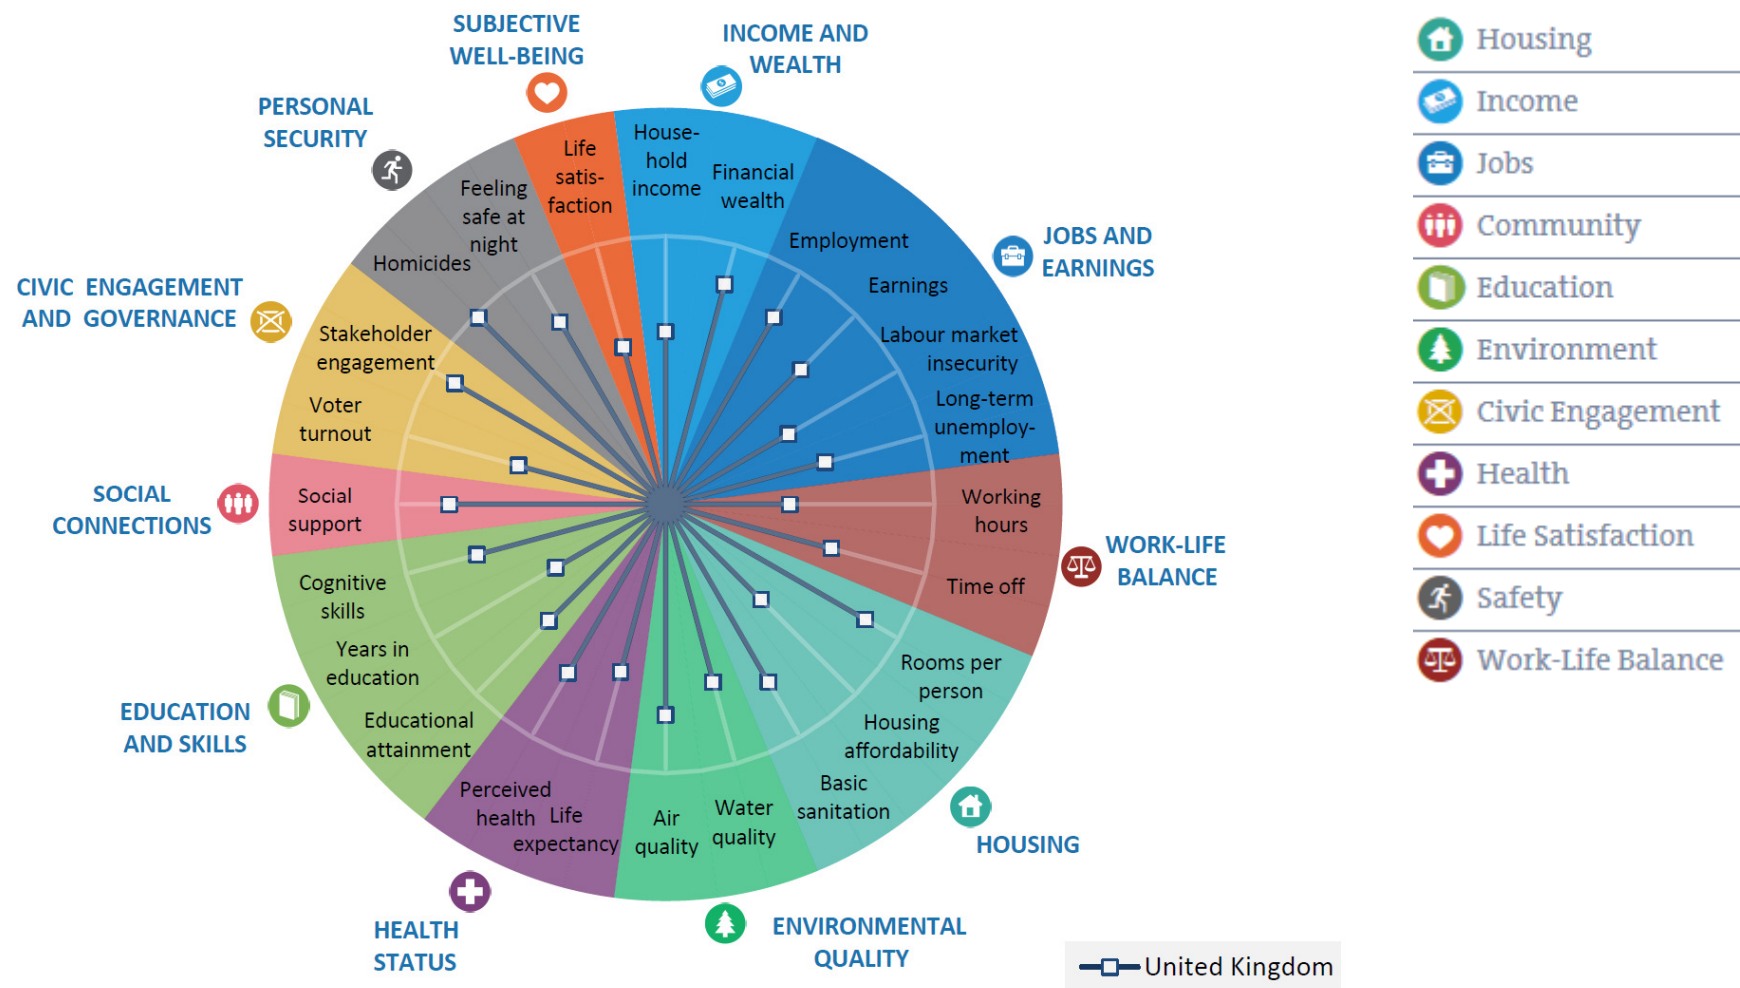 SUBJECTIVE
WELL-BEING
INCOME AND
WEALTH
PERSONAL
SECURITY
JOBS AND
EARNINGS
CIVIC ENGAGEMENT
AND GOVERNANCE
SOCIAL
CONNECTIONS
WORK-LIFE
BALANCE
EDUCATION
AND SKILLS
HOUSING
HEALTH
STATUS
ENVIRONMENTAL
QUALITY
House-
hold
income
Financial
wealth
Employment
Earnings
Labour market
insecurity
Long-term
unemploy-
ment
Working
hours
Time off
Rooms per
person
Housing
affordability
Basic
sanitation
Water
quality
Air
quality
Life
expectancy
Perceived
health
Educational
attainment
Years in
education
Cognitive
skills
Social
support
Voter
turnout
Stakeholder
engagement
Homicides
Feeling
safe at
night
Life
satis-
faction
United Kingdom
Housing
Income
Jobs
Community
Education
Environment
Civic Engagement
Health
Life Satisfaction
Safety
Work-Life Balance